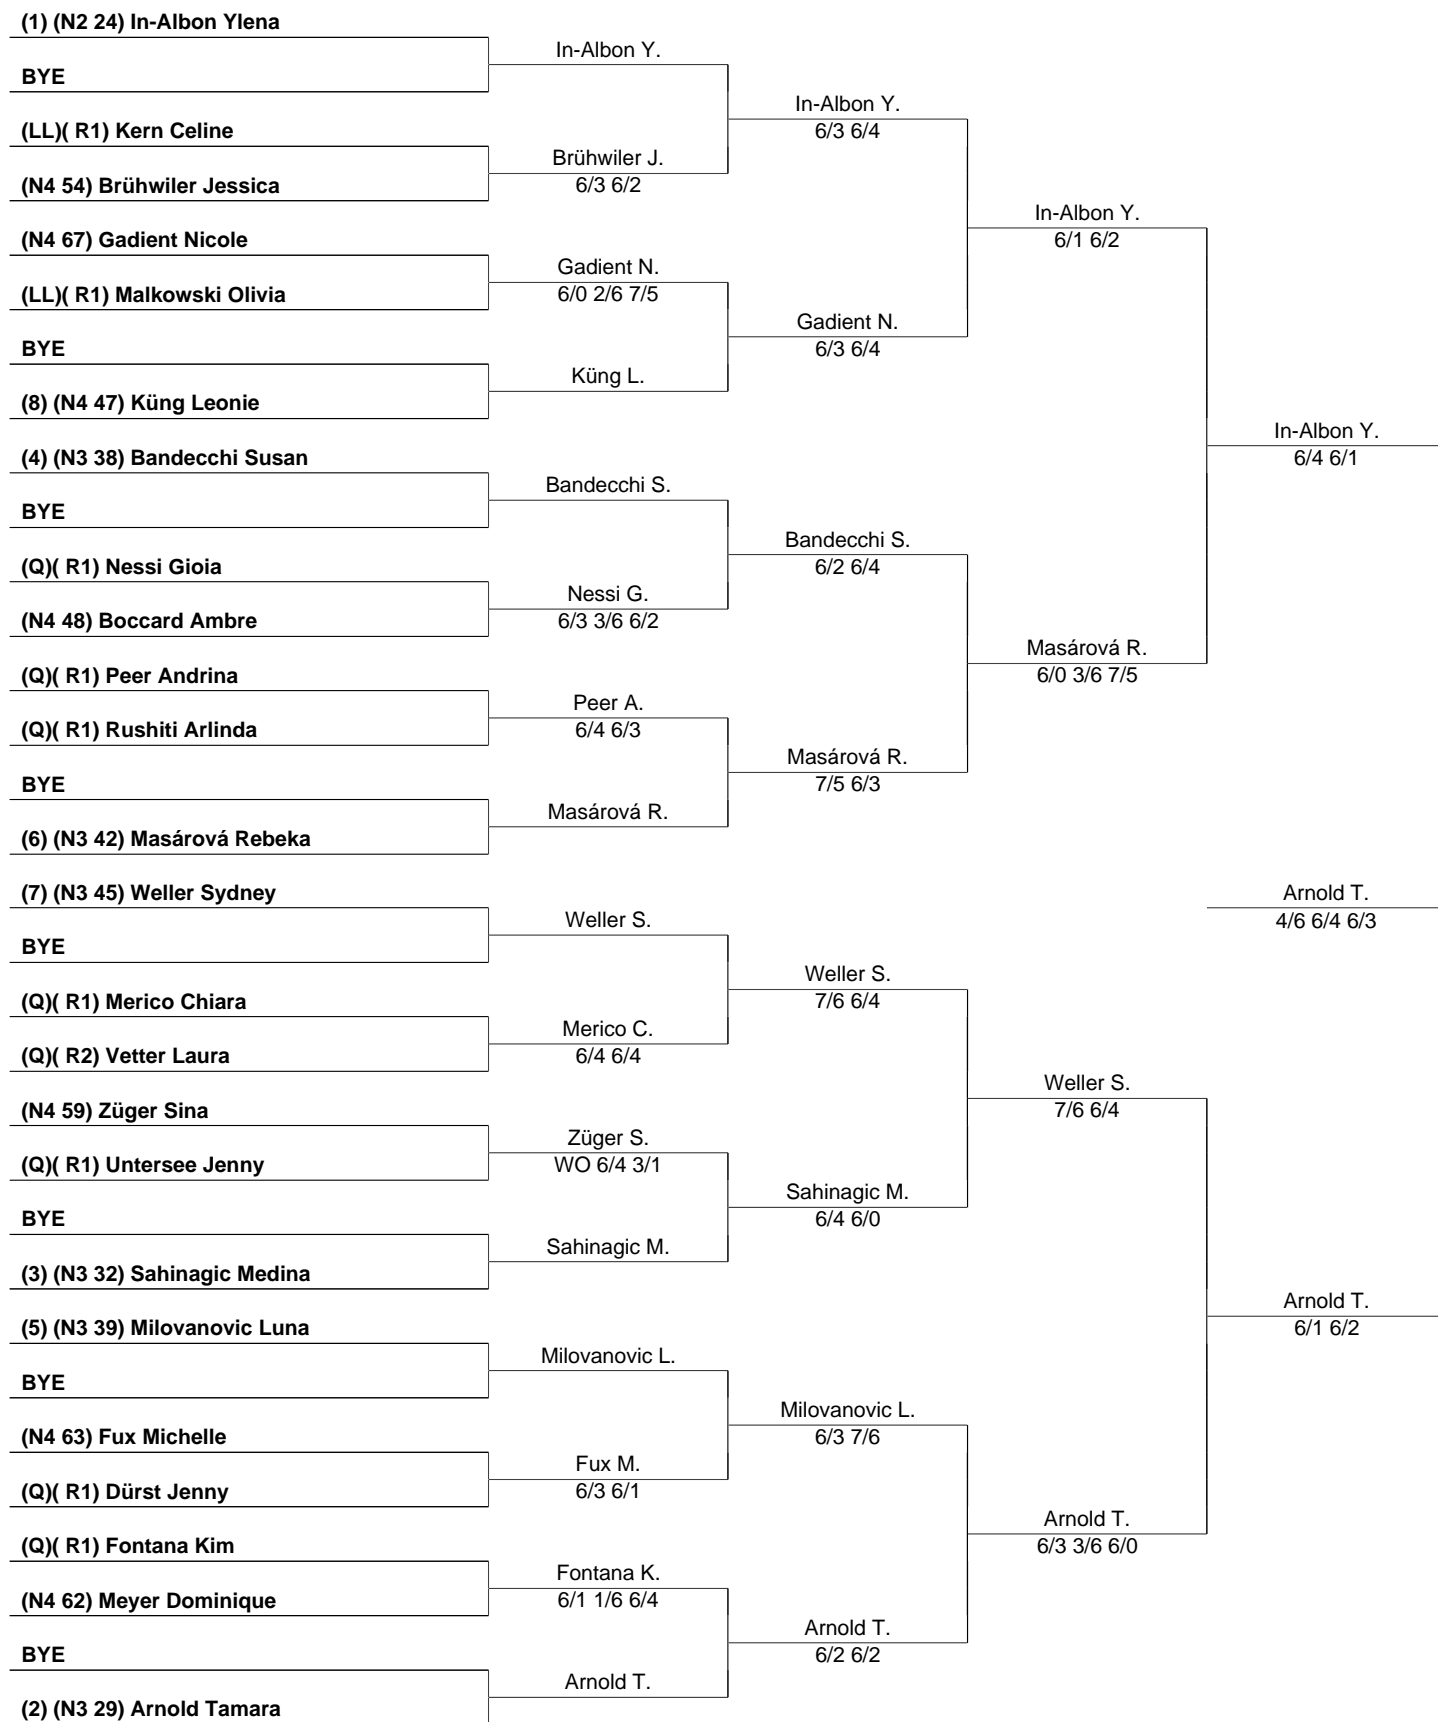 (1) (N2 24) In-Albon Ylena
In-Albon Y.
BYE
In-Albon Y.
6/3 6/4
(LL)( R1) Kern Celine
Brühwiler J.
6/3 6/2
(N4 54) Brühwiler Jessica
In-Albon Y.
6/1 6/2
(N4 67) Gadient Nicole
Gadient N.
6/0 2/6 7/5
(LL)( R1) Malkowski Olivia
Gadient N.
6/3 6/4
BYE
Küng L.
(8) (N4 47) Küng Leonie
In-Albon Y.
6/4 6/1
(4) (N3 38) Bandecchi Susan
Bandecchi S.
BYE
Bandecchi S.
6/2 6/4
(Q)( R1) Nessi Gioia
Nessi G.
6/3 3/6 6/2
(N4 48) Boccard Ambre
Masárová R.
6/0 3/6 7/5
(Q)( R1) Peer Andrina
Peer A.
6/4 6/3
(Q)( R1) Rushiti Arlinda
Masárová R.
7/5 6/3
BYE
Masárová R.
(6) (N3 42) Masárová Rebeka
(7) (N3 45) Weller Sydney
Arnold T.
4/6 6/4 6/3
Weller S.
BYE
Weller S.
7/6 6/4
(Q)( R1) Merico Chiara
Merico C.
6/4 6/4
(Q)( R2) Vetter Laura
Weller S.
7/6 6/4
(N4 59) Züger Sina
Züger S.
WO 6/4 3/1
(Q)( R1) Untersee Jenny
Sahinagic M.
6/4 6/0
BYE
Sahinagic M.
(3) (N3 32) Sahinagic Medina
Arnold T.
6/1 6/2
(5) (N3 39) Milovanovic Luna
Milovanovic L.
BYE
Milovanovic L.
6/3 7/6
(N4 63) Fux Michelle
Fux M.
6/3 6/1
(Q)( R1) Dürst Jenny
Arnold T.
6/3 3/6 6/0
(Q)( R1) Fontana Kim
Fontana K.
6/1 1/6 6/4
(N4 62) Meyer Dominique
Arnold T.
6/2 6/2
BYE
Arnold T.
(2) (N3 29) Arnold Tamara